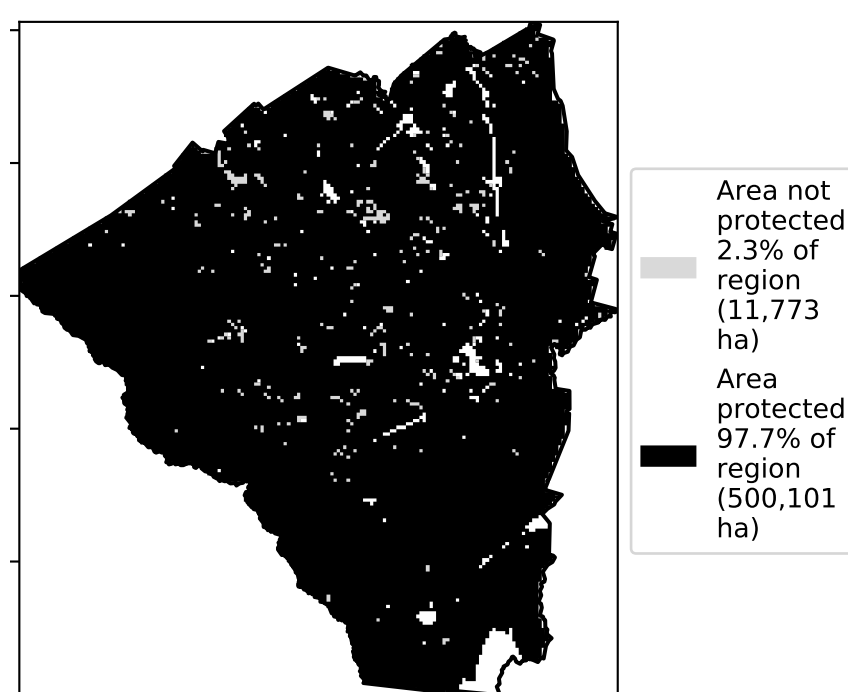 Area not
protected
2.3% of
region
(11,773
ha)
Area
protected
97.7% of
region
(500,101
ha)